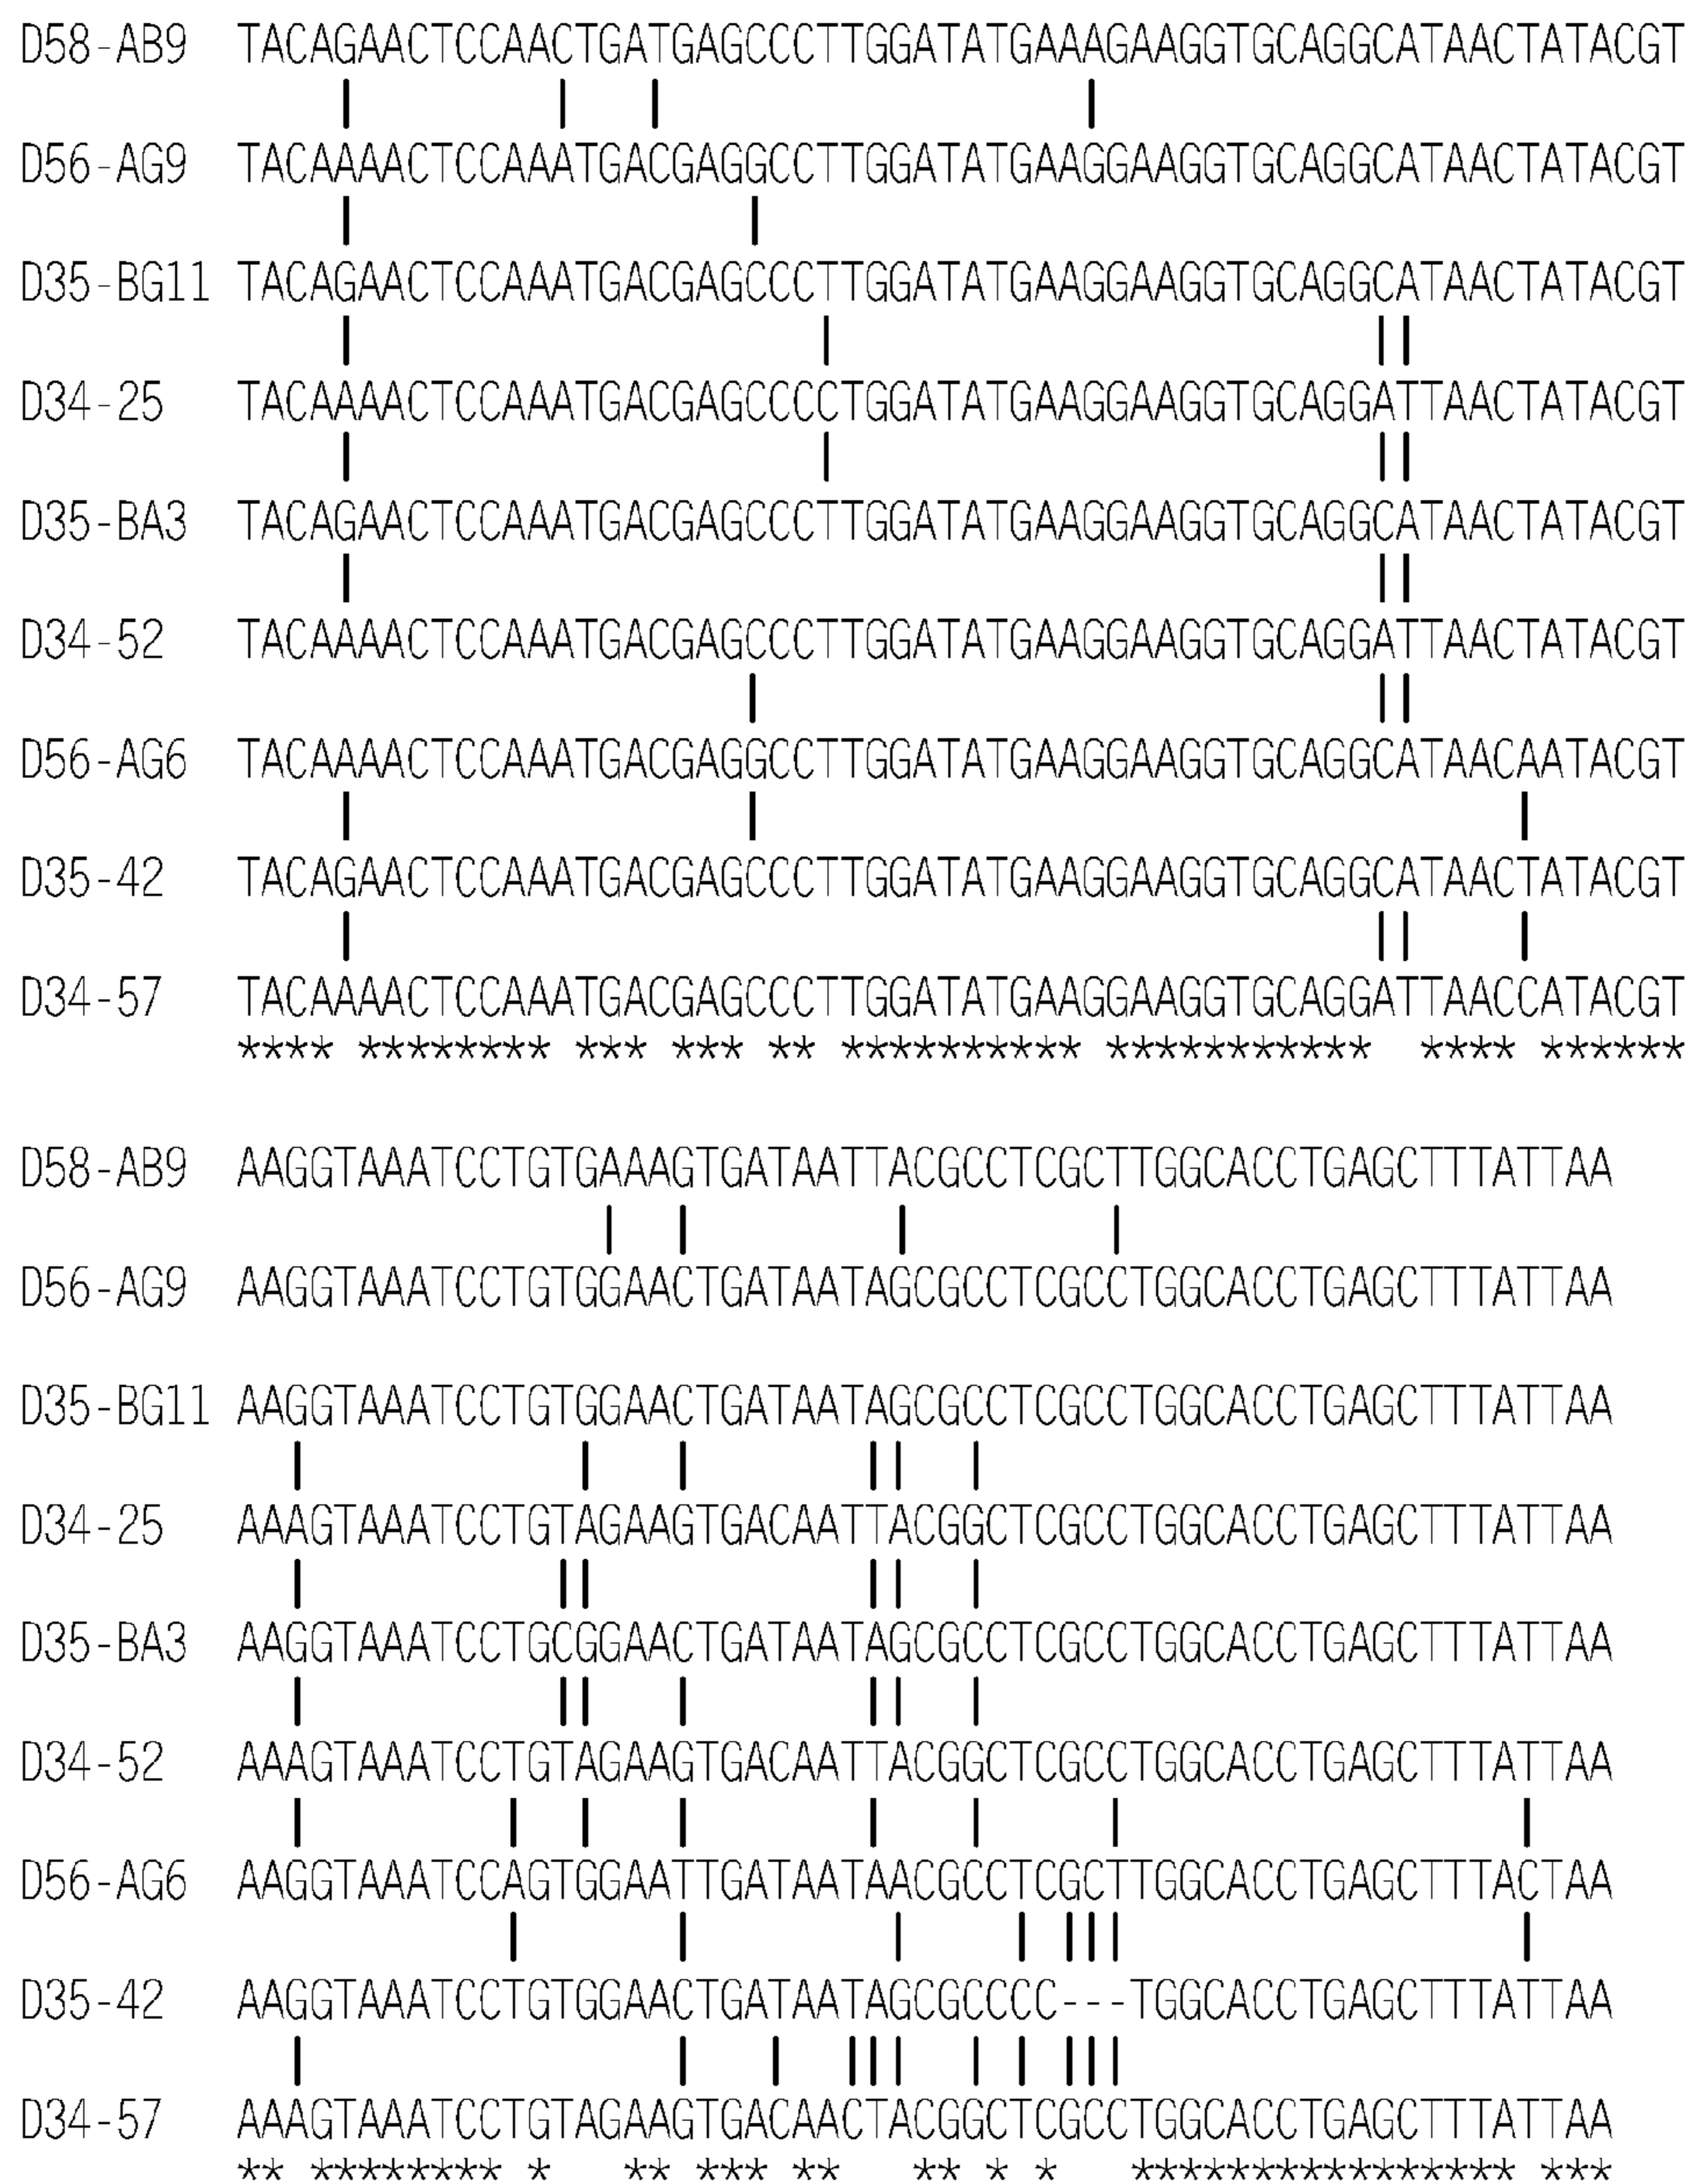 D58-AB9 TACAGAACTCCAACTGATGAGCCCTTGGATATGAAAGAAGGTGCAGGCATAACTATACGT
D56-AG9 TACAAAACTCCAAATGACGAGGCCTTGGATATGAAGGAAGGTGCAGGCATAACTATACGT
D35-BG11 TACAGAACTCCAAATGACGAGCCCTTGGATATGAAGGAAGGTGCAGGCATAACTATACGT
D34-25 TACAAAACTCCAAATGACGAGCCCCTGGATATGAAGGAAGGTGCAGGATTAACTATACGT
D35-BA3 TACAGAACTCCAAATGACGAGCCCTTGGATATGAAGGAAGGTGCAGGCATAACTATACGT
D34-52 TACAAAACTCCAAATGACGAGCCCTTGGATATGAAGGAAGGTGCAGGATTAACTATACGT
D56-AG6 TACAAAACTCCAAATGACGAGGCCTTGGATATGAAGGAAGGTGCAGGCATAACAATACGT
D35-42 TACAGAACTCCAAATGACGAGCCCTTGGATATGAAGGAAGGTGCAGGCATAACTATACGT
D34-57 TACAAAACTCCAAATGACGAGCCCTTGGATATGAAGGAAGGTGCAGGATTAACCATACGT
**** ******** *** *** ** ********** ***********  **** ******
D58-AB9 AAGGTAAATCCTGTGAAAGTGATAATTACGCCTCGCTTGGCACCTGAGCTTTATTAA
D56-AG9 AAGGTAAATCCTGTGGAACTGATAATAGCGCCTCGCCTGGCACCTGAGCTTTATTAA
D35-BG11 AAGGTAAATCCTGTGGAACTGATAATAGCGCCTCGCCTGGCACCTGAGCTTTATTAA
D34-25 AAAGTAAATCCTGTAGAAGTGACAATTACGGCTCGCCTGGCACCTGAGCTTTATTAA
D35-BA3 AAGGTAAATCCTGCGGAACTGATAATAGCGCCTCGCCTGGCACCTGAGCTTTATTAA
D34-52 AAAGTAAATCCTGTAGAAGTGACAATTACGGCTCGCCTGGCACCTGAGCTTTATTAA
D56-AG6 AAGGTAAATCCAGTGGAATTGATAATAACGCCTCGCTTGGCACCTGAGCTTTACTAA
D35-42 AAGGTAAATCCTGTGGAACTGATAATAGCGCCCC---TGGCACCTGAGCTTTATTAA
D34-57 AAAGTAAATCCTGTAGAAGTGACAACTACGGCTCGCCTGGCACCTGAGCTTTATTAA
** ******** *   ** *** **   ** * *   **************** ***